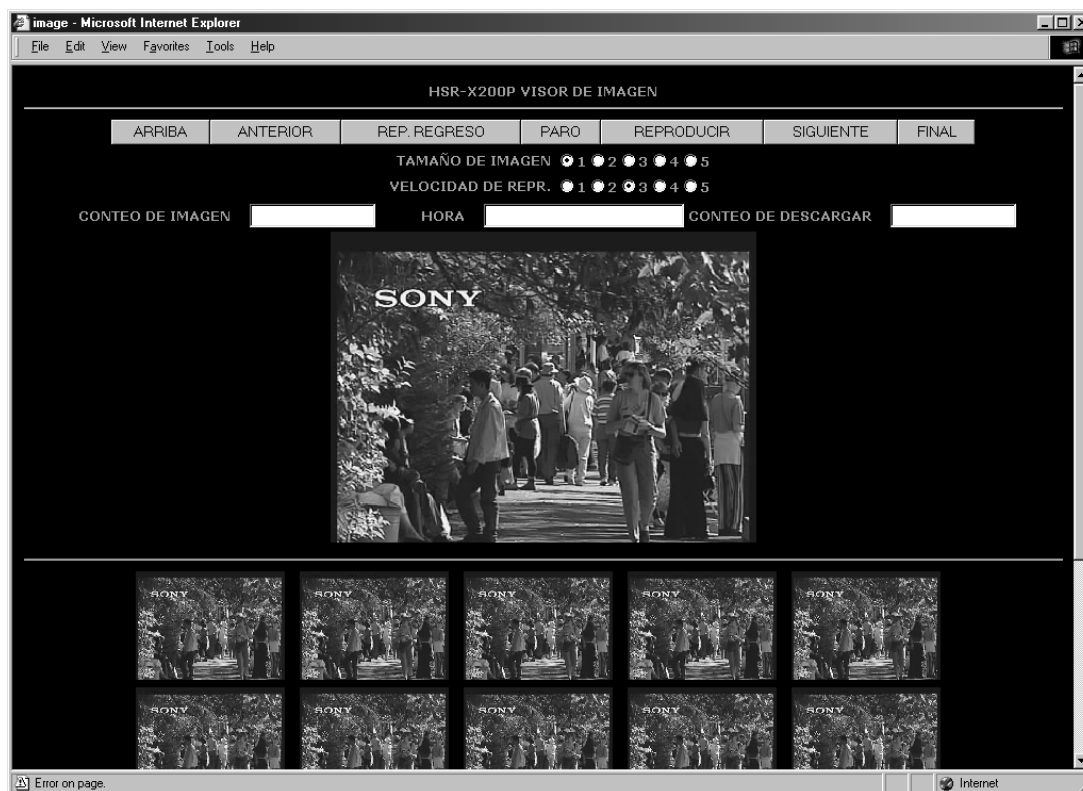 image - Microsoft Internet Explorer
File Edit View Favorites Tools Help
HSR-X200P VISOR DE IMAGEN
ARRIBA ANTERIOR REP. REGRESO PARO REPRODUCIR SIGUIENTE FINAL
TAMAÑO DE IMAGEN 1 2 3 4 5
VELOCIDAD DE REPR. 1 2 3 4 5
CONTEO DE IMAGEN HORA CONTEO DE DESCARGAR
SONY
SONY SONY SONY SONY SONY
SONY SONY SONY SONY SONY
Error on page. Internet